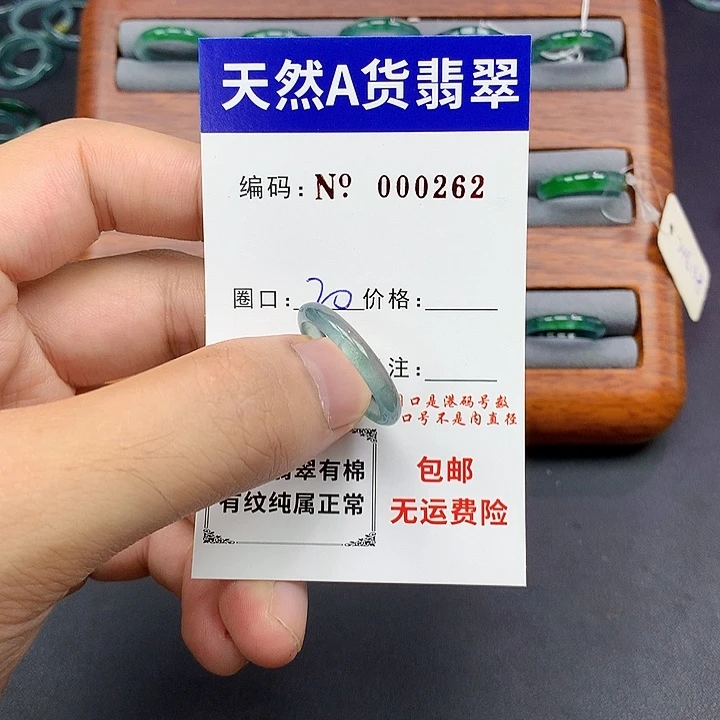 天然A货翡翠
编码: Nº 000262
圈口: 20 价格:
注:
口是港码号数
口号不是内直径
翡翠有棉
有纹纯属正常
包邮
无运费险